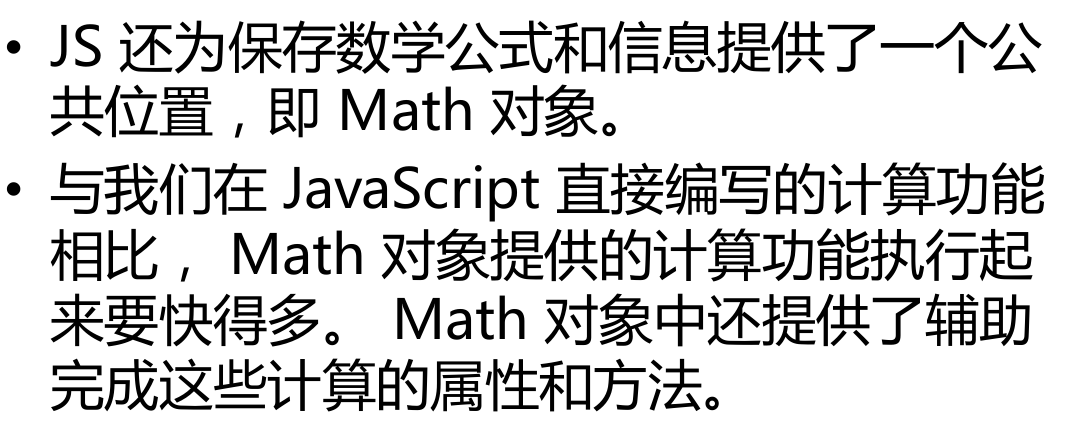 • JS 还为保存数学公式和信息提供了一个公
共位置，即 Math 对象。
• 与我们在 JavaScript 直接编写的计算功能
相比， Math 对象提供的计算功能执行起
来要快得多。 Math 对象中还提供了辅助
完成这些计算的属性和方法。